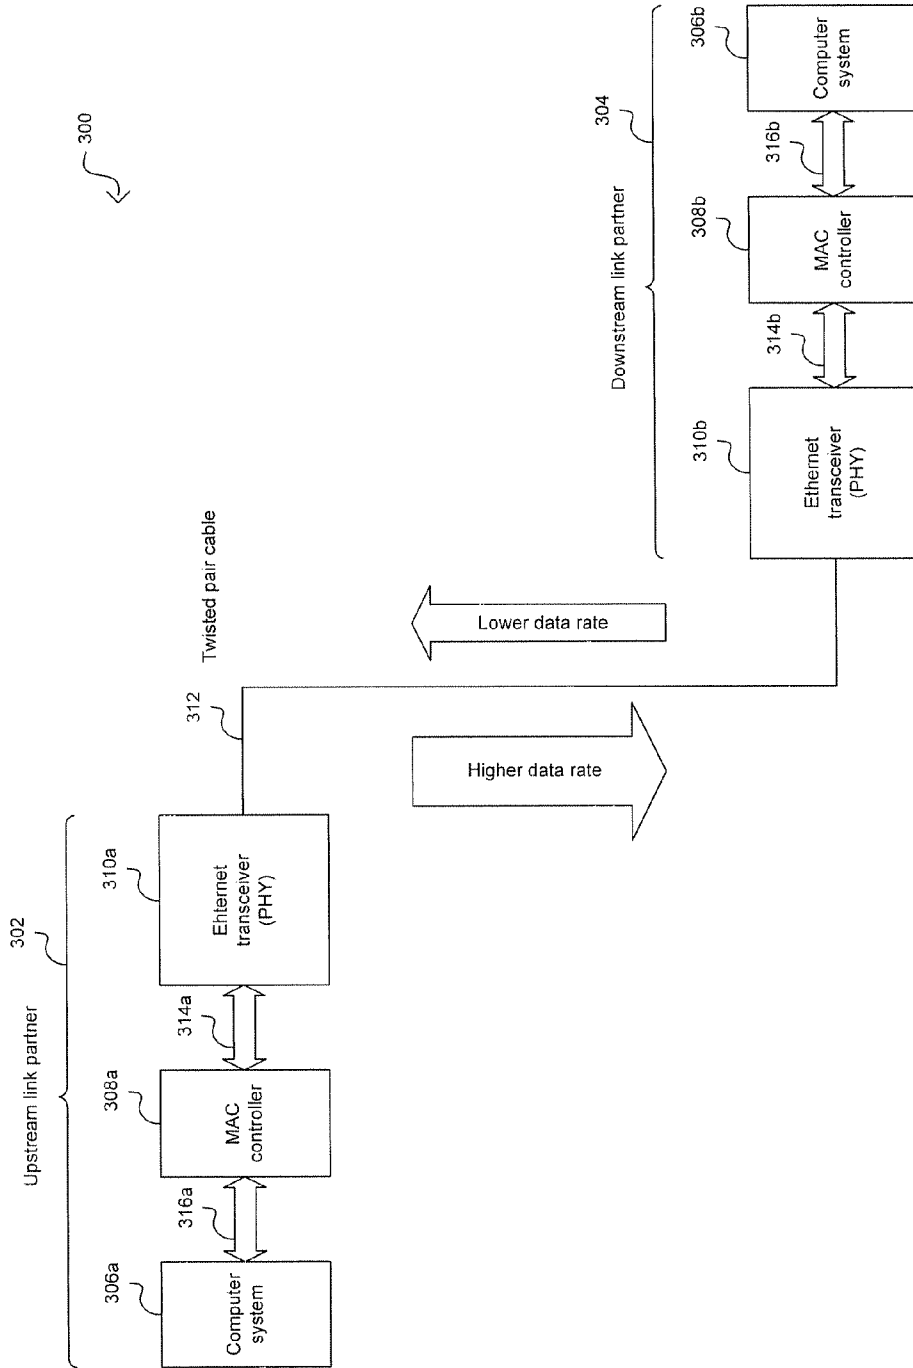 300
Upstream link partner
302
306a
316a
308a
314a
310a
Computer
system
MAC
controller
Ehternet
transceiver
(PHY)
312
Twisted pair cable
Higher data rate
Lower data rate
Downstream link partner
304
310b
314b
308b
316b
306b
Ethernet
transceiver
(PHY)
MAC
controller
Computer
system